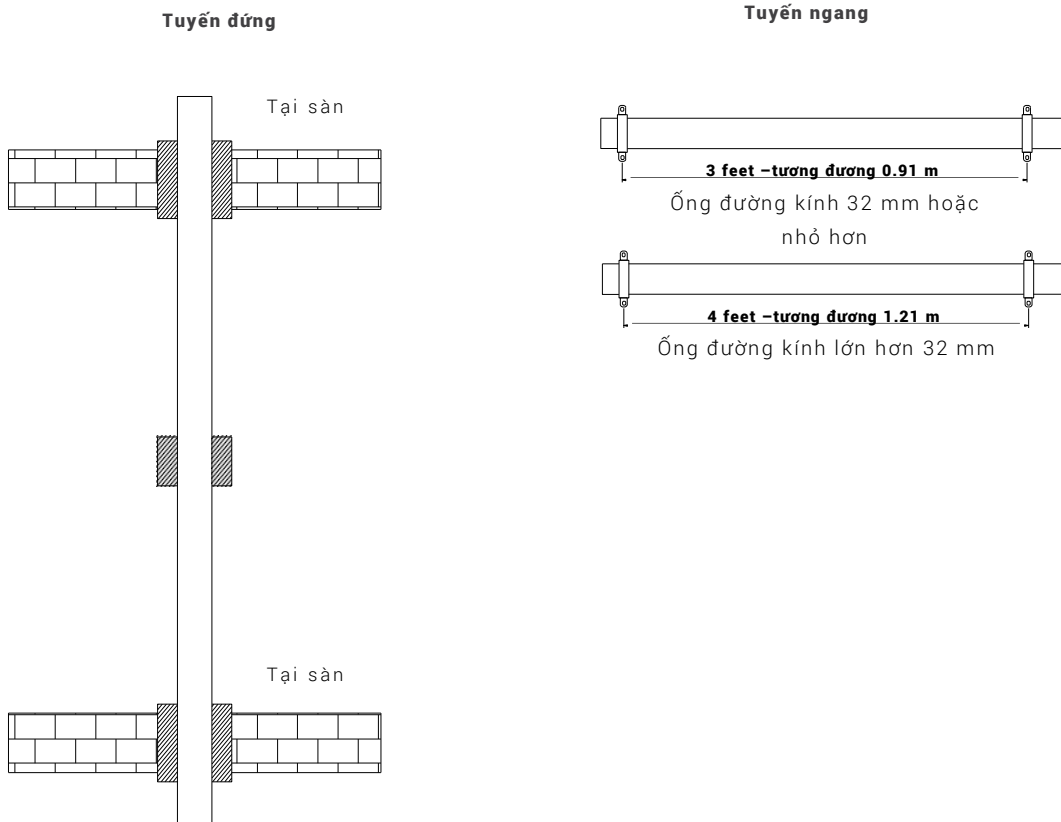 Tuyến đứng
Tại sàn
Tại sàn
Tuyến ngang
3 feet –tương đương 0.91 m
Ống đường kính 32 mm hoặc
nhỏ hơn
4 feet –tương đương 1.21 m
Ống đường kính lớn hơn 32 mm